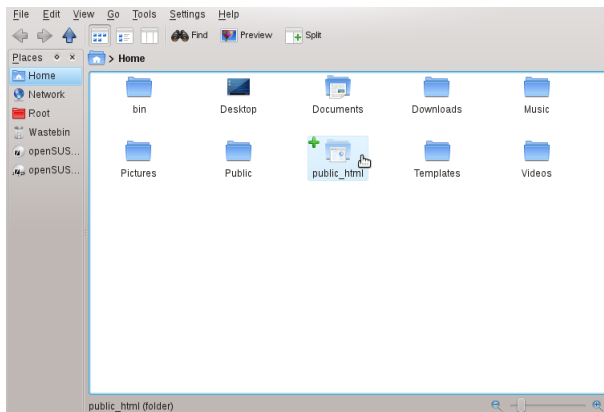 File Edit View Go Tools Settings Help
Find Preview Split
Places
> Home
Home
Network
Root
Wastebin
openSUS...
openSUS...
bin Desktop Documents Downloads Music
Pictures Public public_html Templates Videos
public_html (folder)